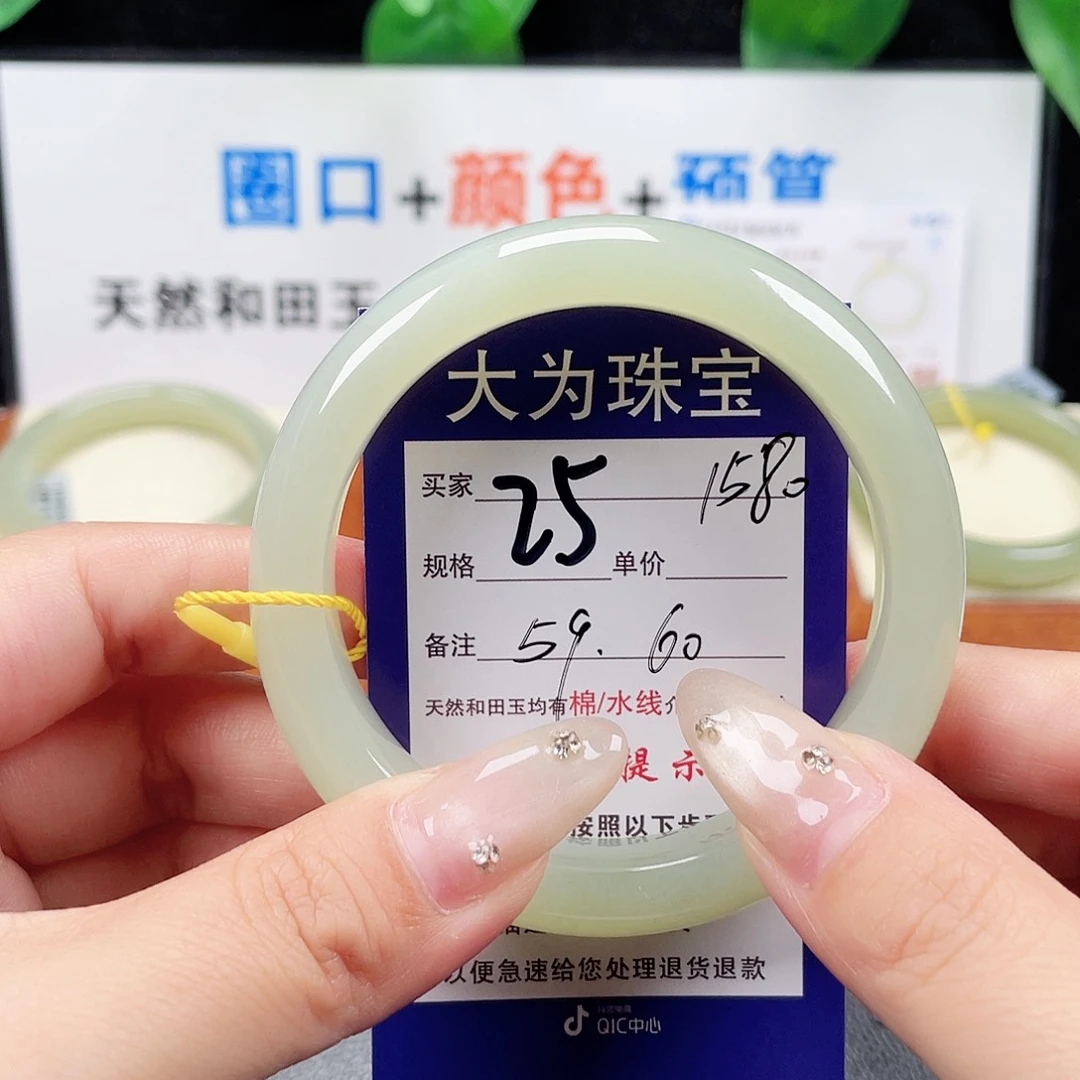 圈口+颜色+预算
天然和田玉
大为珠宝
买家 25 1580
规格 单价
备注 59. 60
天然和田玉均有棉/水线
提示
按照以下步
以便急速给您处理退货退款
QIC中心